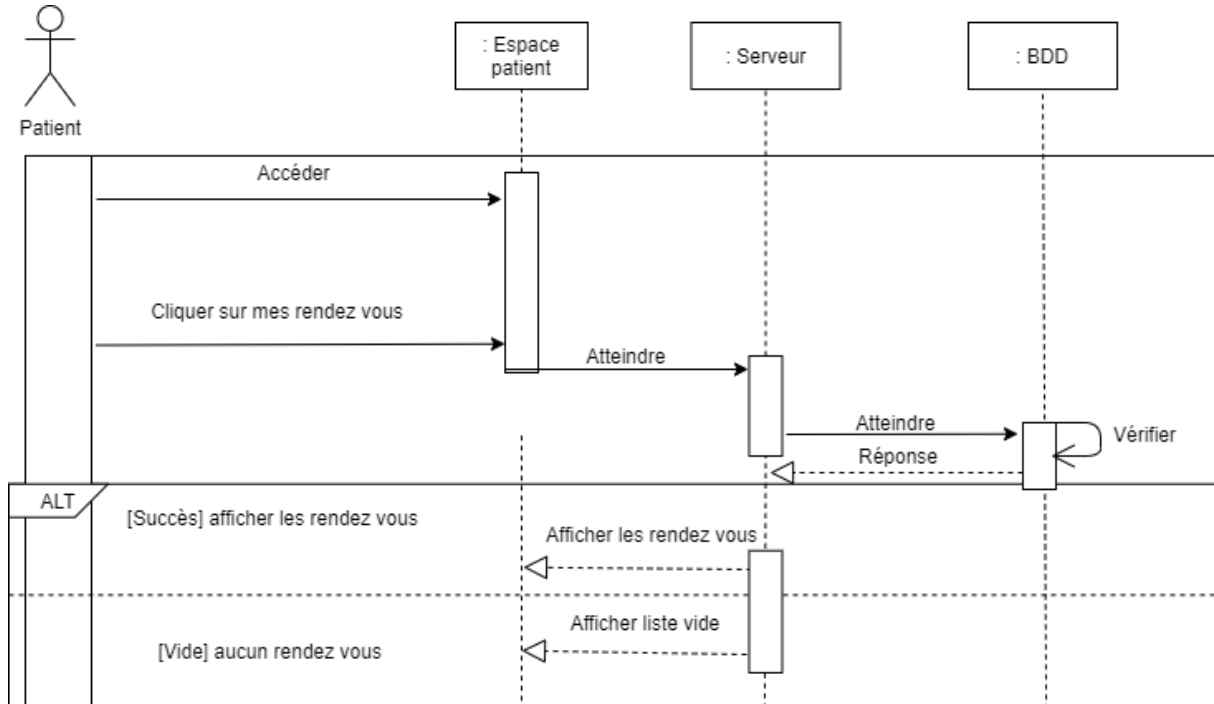 : Espace
patient
: Serveur
: BDD
Patient
Accéder
Cliquer sur mes rendez vous
Atteindre
Atteindre
Vérifier
Réponse
ALT
[Succès] afficher les rendez vous
Afficher les rendez vous
Afficher liste vide
[Vide] aucun rendez vous